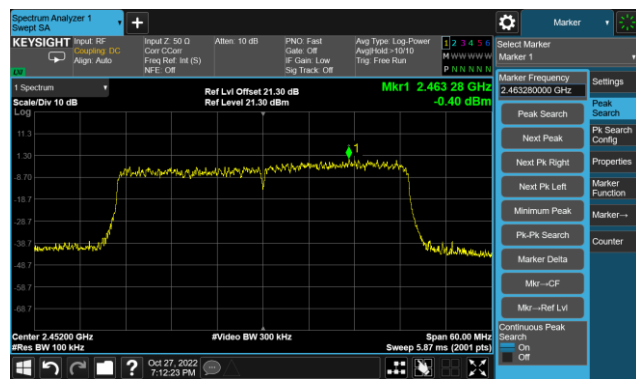 Spectrum Analyzer 1
Swept SA
+
Marker
KEYSIGHT
Input: RF
Coupling: DC
Align: Auto
Input Z: 50 Ω
Corr CCorr
Freq Ref: Int (S)
NFE: Off
Atten: 10 dB
PNO: Fast
Gate: Off
IF Gain: Low
Sig Track: Off
Avg Type: Log-Power
Avg|Hold:>10/10
Trig: Free Run
1 2 3 4 5 6
M W W W W W
P N N N N N
Select Marker
Marker 1
LXI
1 Spectrum
Scale/Div 10 dB
Log
Ref Lvl Offset 21.30 dB
Ref Level 21.30 dBm
Mkr1 2.463 28 GHz
-0.40 dBm
11.3
1.30
-8.70
-18.7
-28.7
-38.7
-48.7
-58.7
-68.7
1
Center 2.45200 GHz
#Res BW 100 kHz
#Video BW 300 kHz
Span 60.00 MHz
Sweep 5.87 ms (2001 pts)
Marker Frequency
2.463280000 GHz
Peak Search
Next Peak
Next Pk Right
Next Pk Left
Minimum Peak
Pk-Pk Search
Marker Delta
Mkr→CF
Mkr→Ref Lvl
Continuous Peak
Search
On
Off
Settings
Peak
Search
Pk Search
Config
Properties
Marker
Function
Marker→
Counter
?
Oct 27, 2022
7:12:23 PM